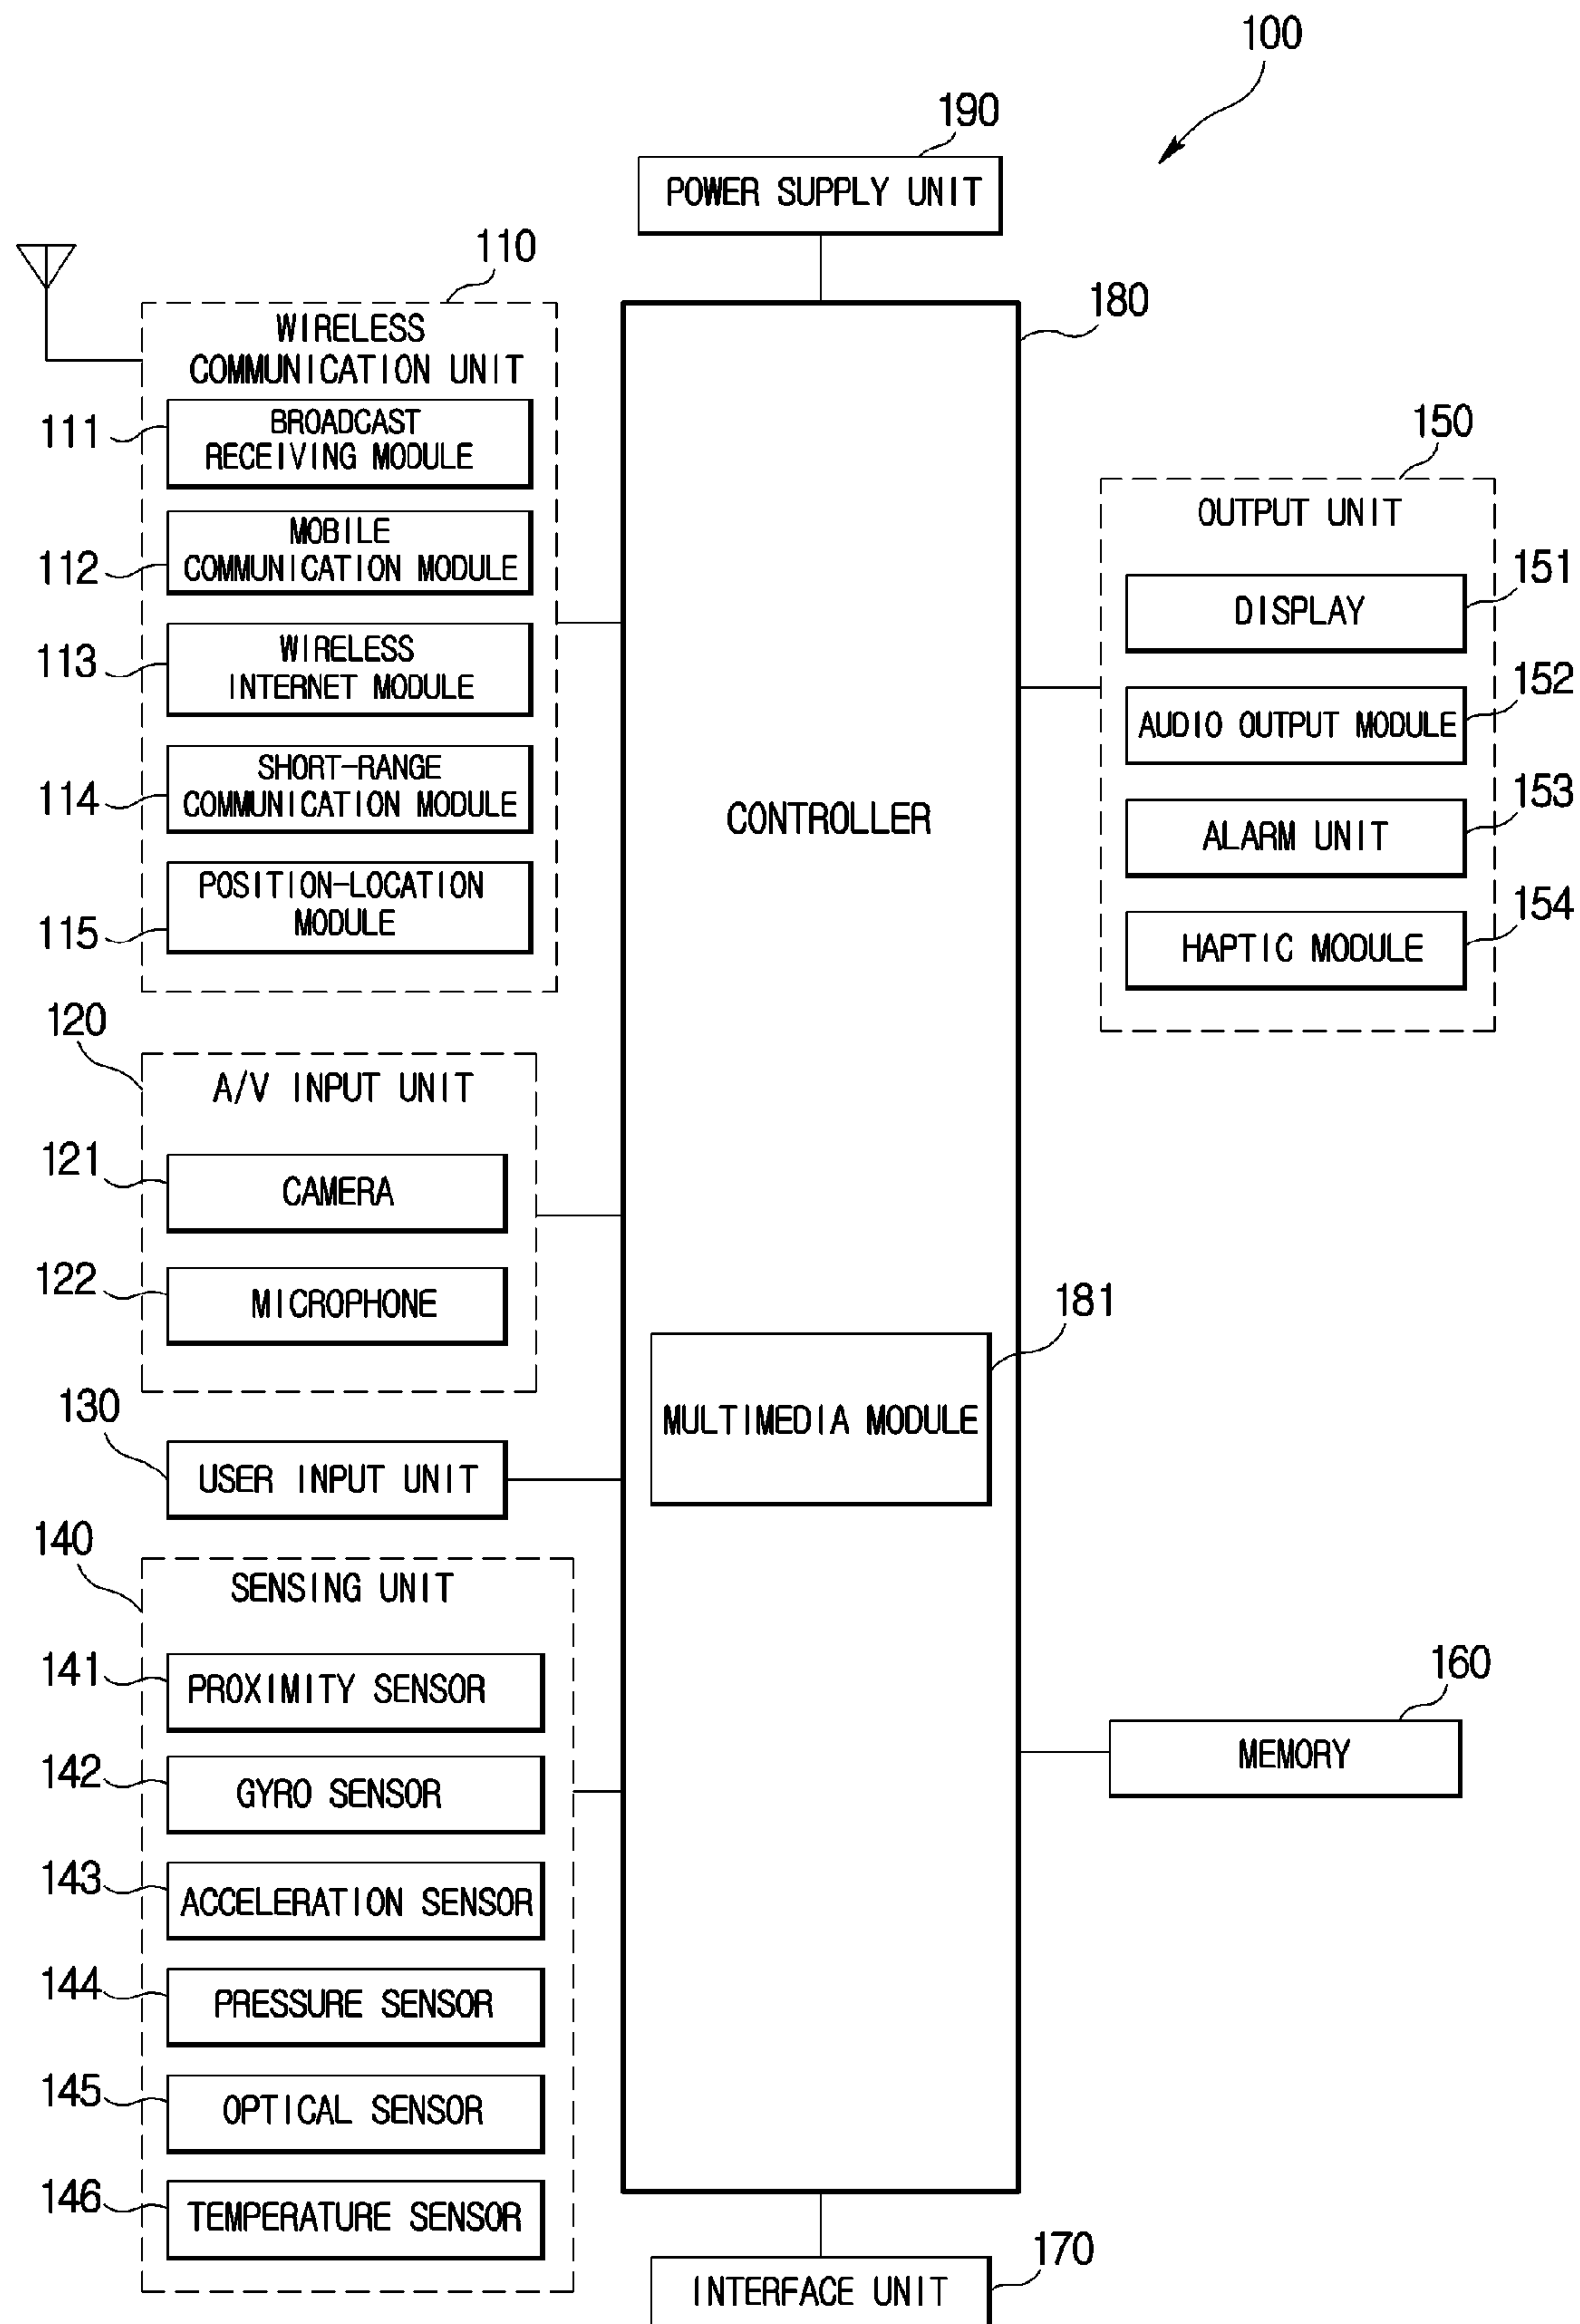 100
190
POWER SUPPLY UNIT
110
WIRELESS
COMMUNICATION UNIT
111
BROADCAST
RECEIVING MODULE
112
MOBILE
COMMUNICATION MODULE
113
WIRELESS
INTERNET MODULE
114
SHORT-RANGE
COMMUNICATION MODULE
115
POSITION-LOCATION
MODULE
120
A/V INPUT UNIT
121
CAMERA
122
MICROPHONE
130
USER INPUT UNIT
140
SENSING UNIT
141
PROXIMITY SENSOR
142
GYRO SENSOR
143
ACCELERATION SENSOR
144
PRESSURE SENSOR
145
OPTICAL SENSOR
146
TEMPERATURE SENSOR
180
CONTROLLER
181
MULTIMEDIA MODULE
150
OUTPUT UNIT
151
DISPLAY
152
AUDIO OUTPUT MODULE
153
ALARM UNIT
154
HAPTIC MODULE
160
MEMORY
170
INTERFACE UNIT